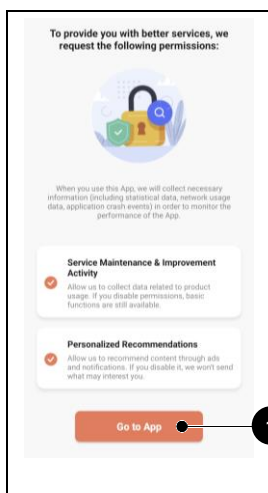 To provide you with better services, we
request the following permissions:
When you use this App, we will collect necessary
information (including statistical data, network usage
data, application crash events) in order to monitor the
performance of the App.
Service Maintenance & Improvement
Activity
Allow us to collect data related to product
usage. If you disable permissions, basic
functions are still available.
Personalized Recommendations
Allow us to recommend content through ads
and notifications. If you disable it, we won't send
what may interest you.
Go to App